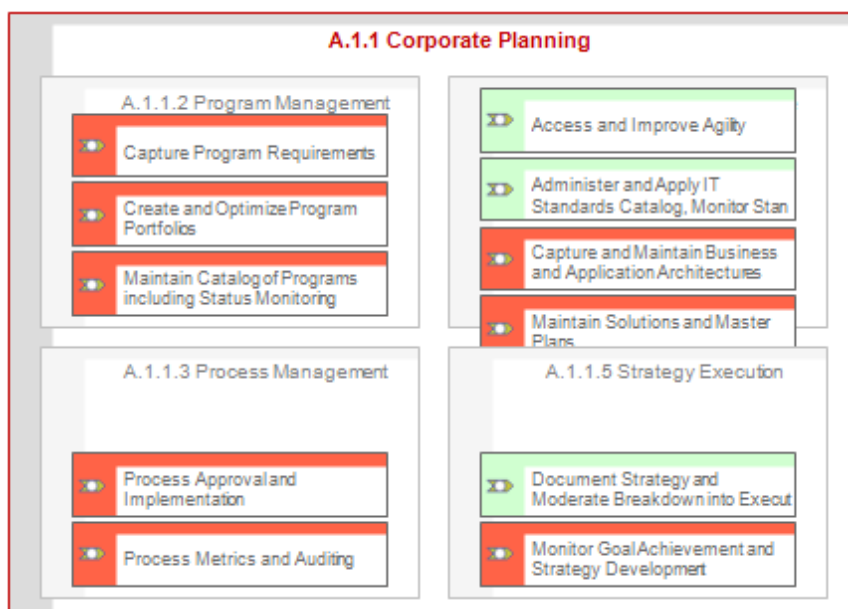 A.1.1 Corporate Planning
A.1.1.2 Program Management
Capture Program Requirements
Create and Optimize Program
Portfolios
Maintain Catalog of Programs
including Status Monitoring
Access and Improve Agility
Administer and Apply IT
Standards Catalog, Monitor Stan
Capture and Maintain Business
and Application Architectures
Maintain Solutions and Master
Plans
A.1.1.3 Process Management
Process Approval and
Implementation
Process Metrics and Auditing
A.1.1.5 Strategy Execution
Document Strategy and
Moderate Breakdown into Execut
Monitor Goal Achievement and
Strategy Development